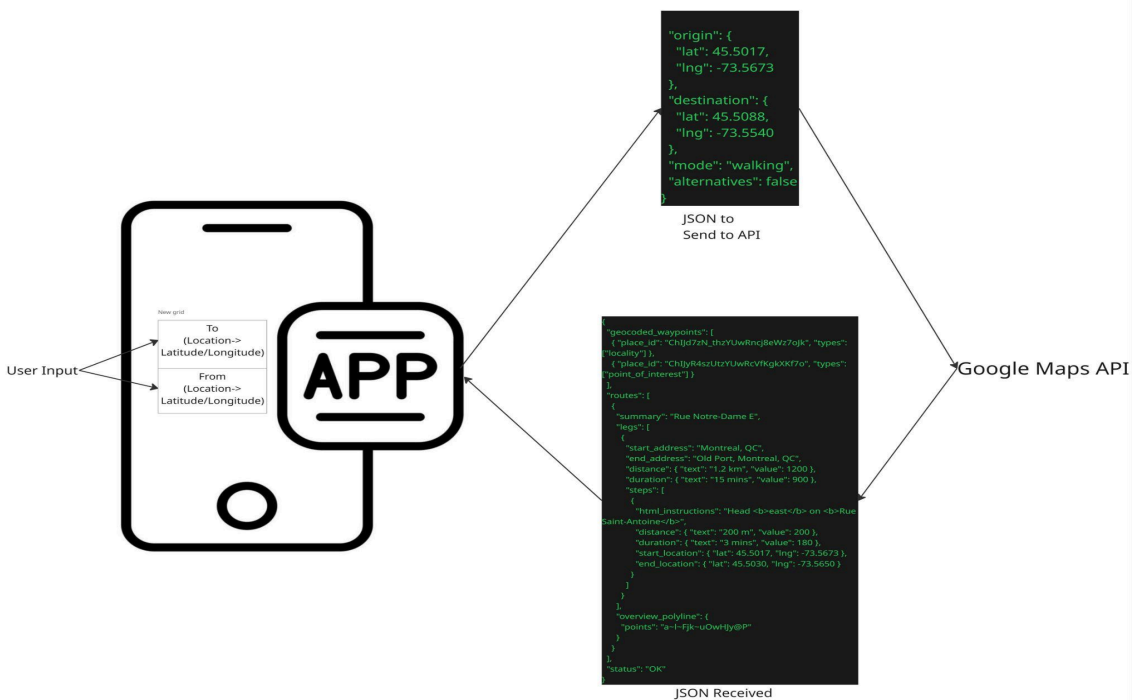 "origin": {
"lat": 45.5017,
"lng": -73.5673
},
"destination": {
"lat": 45.5088,
"lng": -73.5540
},
"mode": "walking",
"alternatives": false
}
JSON to
Send to API
New grid
To
(Location->
Latitude/Longitude)
From
(Location->
Latitude/Longitude)
User Input
APP
Google Maps API
{
"geocoded_waypoints": [
{ "place_id": "ChIJd7zN_thzYUwRncj8eWz7oJk", "types":
["locality"] },
{ "place_id": "ChIJyR4szUtzYUwRcVfKgkXKf7o", "types":
["point_of_interest"] }
],
"routes": [
{
"summary": "Rue Notre-Dame E",
"legs": [
{
"start_address": "Montreal, QC",
"end_address": "Old Port, Montreal, QC",
"distance": { "text": "1.2 km", "value": 1200 },
"duration": { "text": "15 mins", "value": 900 },
"steps": [
{
"html_instructions": "Head <b>east</b> on <b>Rue
Saint-Antoine</b>",
"distance": { "text": "200 m", "value": 200 },
"duration": { "text": "3 mins", "value": 180 },
"start_location": { "lat": 45.5017, "lng": -73.5673 },
"end_location": { "lat": 45.5030, "lng": -73.5650 }
}
]
}
],
"overview_polyline": {
"points": "a~l~Fjk~uOwHJy@P"
}
}
],
"status": "OK"
}
JSON Received